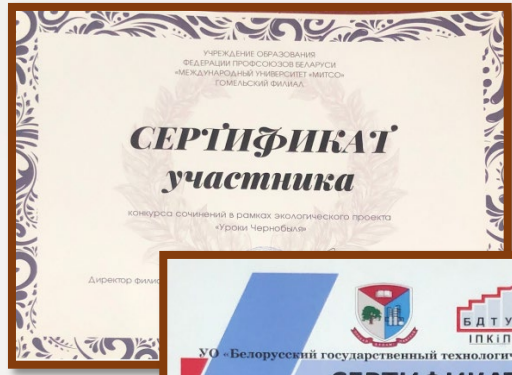 УЧРЕЖДЕНИЕ ОБРАЗОВАНИЯ
ФЕДЕРАЦИИ ПРОФСОЮЗОВ БЕЛАРУСИ
«МЕЖДУНАРОДНЫЙ УНИВЕРСИТЕТ «МИТСО»
ГОМЕЛЬСКИЙ ФИЛИАЛ
СЕРТИФИКАТ
участника
конкурса сочинений в рамках экологического проекта
«Уроки Чернобыля»
Директор
БДТУ
УО «Белорусский государственный